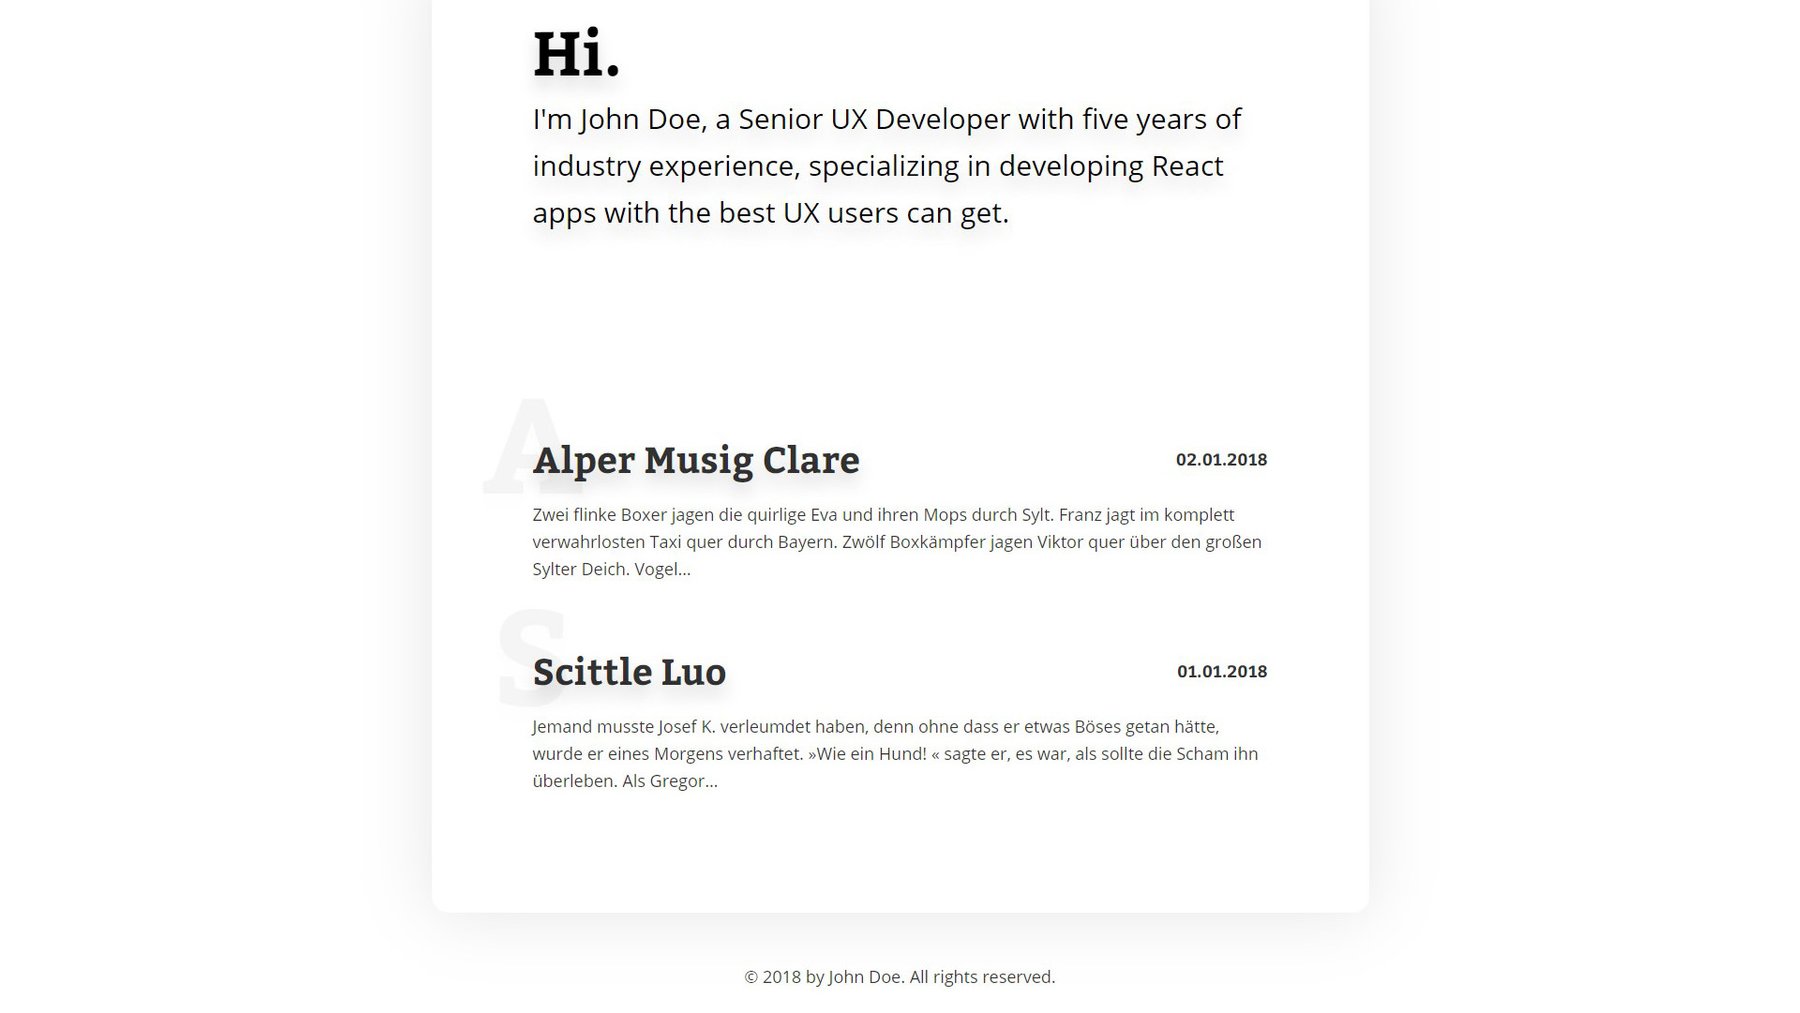 Hi.
I'm John Doe, a Senior UX Developer with five years of
industry experience, specializing in developing React
apps with the best UX users can get.
A
Alper Musig Clare
02.01.2018
Zwei flinke Boxer jagen die quirlige Eva und ihren Mops durch Sylt. Franz jagt im komplett
verwahrlosten Taxi quer durch Bayern. Zwölf Boxkämpfer jagen Viktor quer über den großen
Sylter Deich. Vogel...
S
Scittle Luo
01.01.2018
Jemand musste Josef K. verleumdet haben, denn ohne dass er etwas Böses getan hätte,
wurde er eines Morgens verhaftet. »Wie ein Hund! « sagte er, es war, als sollte die Scham ihn
überleben. Als Gregor...
© 2018 by John Doe. All rights reserved.